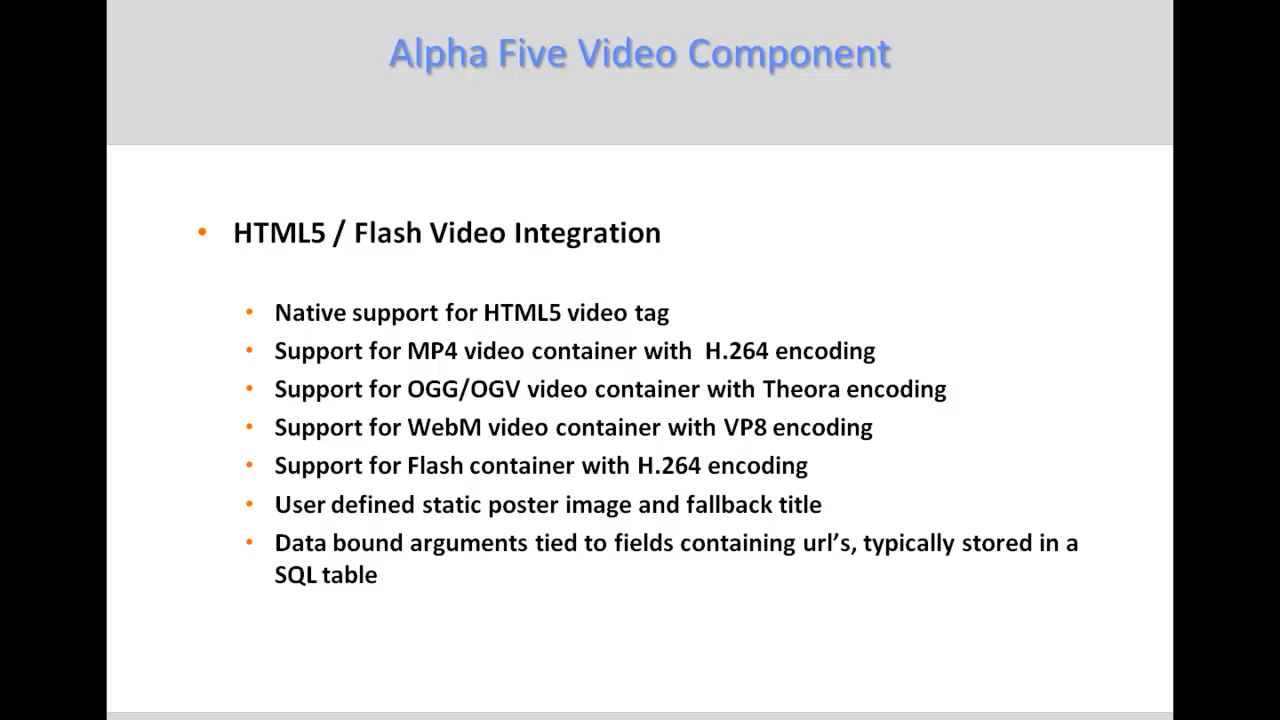 Alpha Five Video Component
• HTML5 / Flash Video Integration
• Native support for HTML5 video tag
• Support for MP4 video container with  H.264 encoding
• Support for OGG/OGV video container with Theora encoding
• Support for WebM video container with VP8 encoding
• Support for Flash container with H.264 encoding
• User defined static poster image and fallback title
• Data bound arguments tied to fields containing url’s, typically stored in a
SQL table